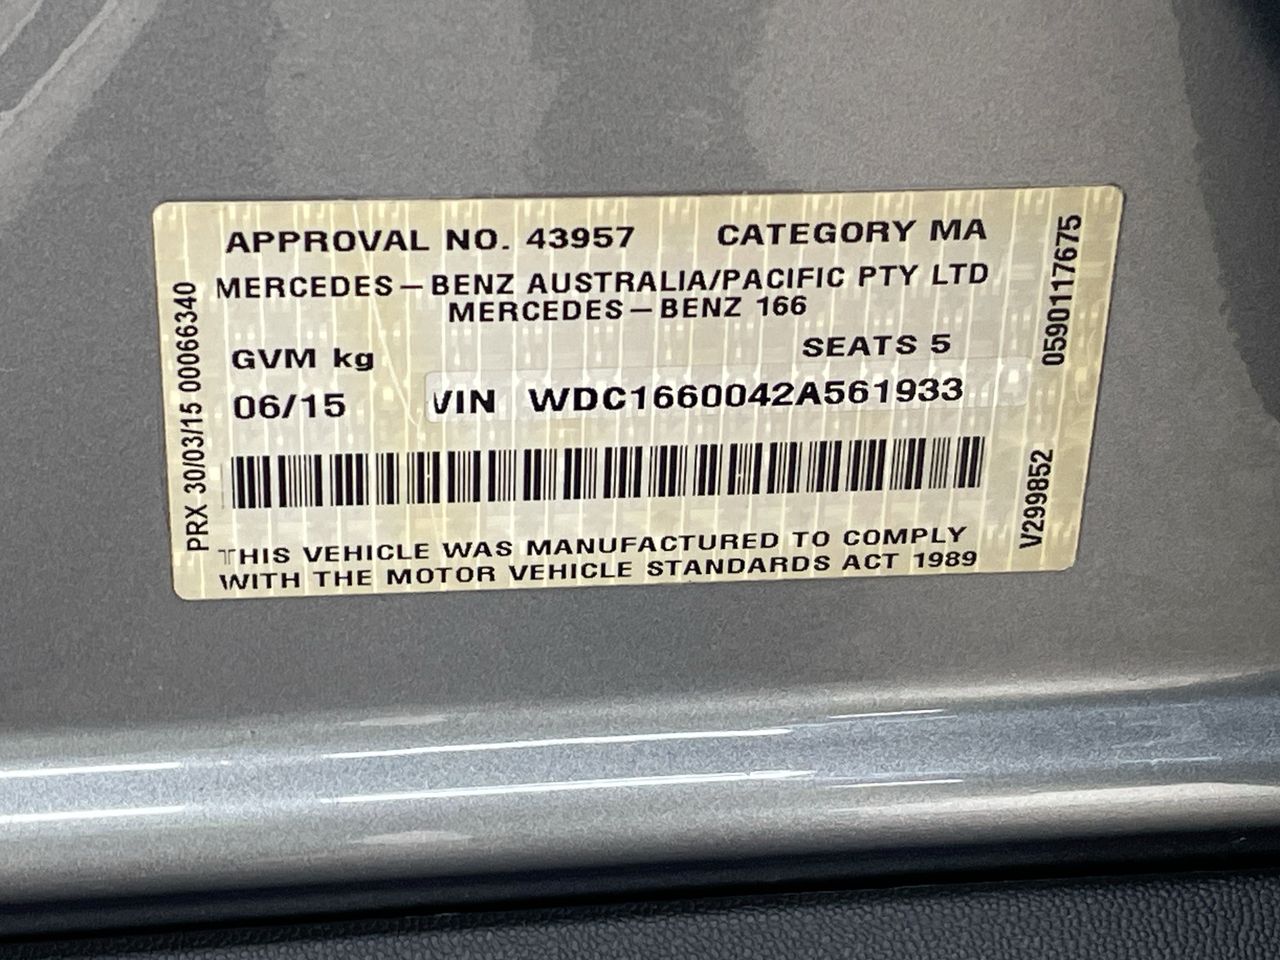 APPROVAL NO. 43957 CATEGORY MA
MERCEDES-BENZ AUSTRALIA/PACIFIC PTY LTD
MERCEDES-BENZ 166
GVM kg SEATS 5
06/15 VIN WDC1660042A561933
THIS VEHICLE WAS MANUFACTURED TO COMPLY
WITH THE MOTOR VEHICLE STANDARDS ACT 1989
PRX 30/03/15 00066340
0590117675
V299852